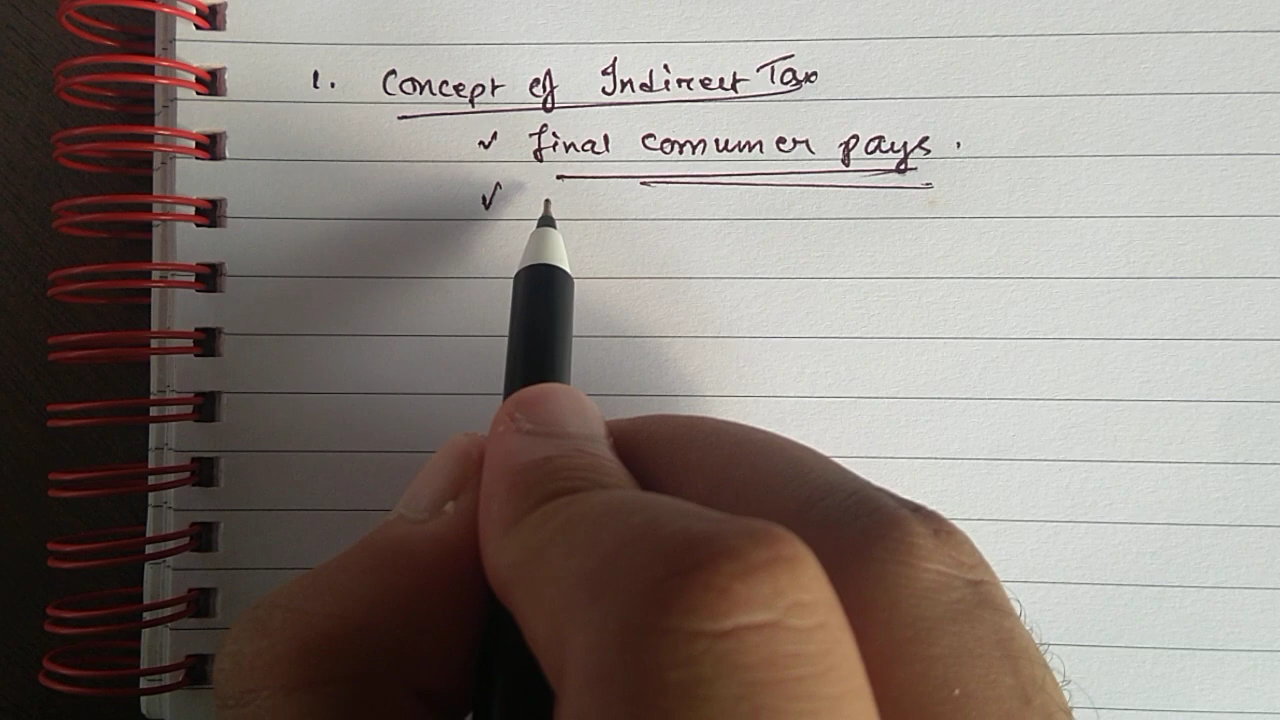 1. Concept of Indirect Tax
✓ final consumer pays.
✓